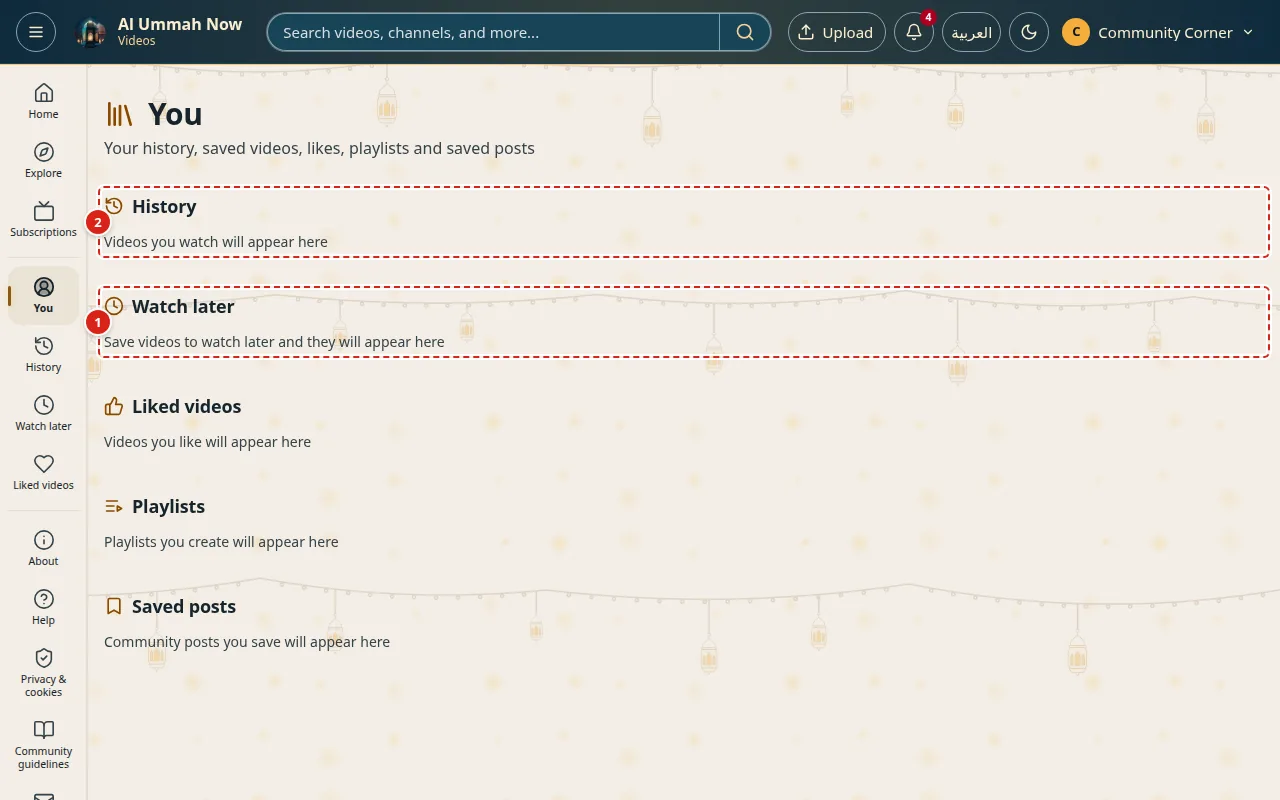 Al Ummah Now
Videos
Search videos, channels, and more...
Upload
4
العربية
C
Community Corner
Home
Explore
Subscriptions
You
History
Watch later
Liked videos
About
Help
Privacy &
cookies
Community
guidelines
You
Your history, saved videos, likes, playlists and saved posts
2
History
Videos you watch will appear here
1
Watch later
Save videos to watch later and they will appear here
Liked videos
Videos you like will appear here
Playlists
Playlists you create will appear here
Saved posts
Community posts you save will appear here